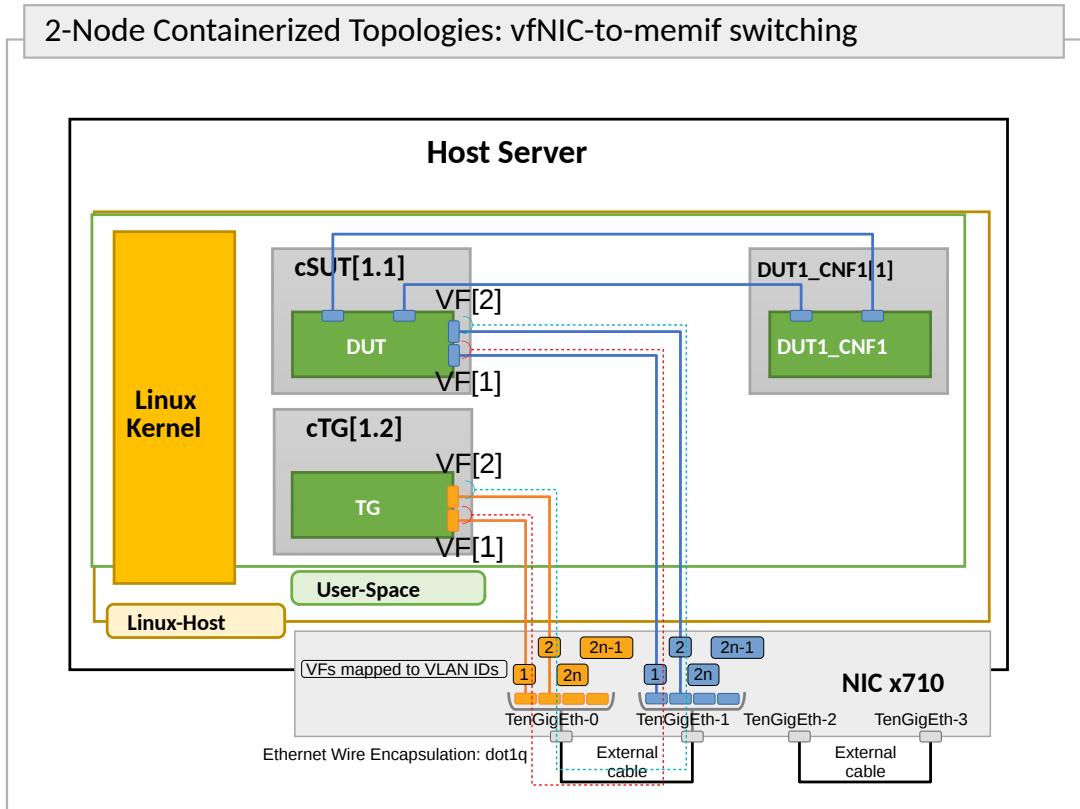 2-Node Containerized Topologies: vfNIC-to-memif switching
Host Server
cSUT[1.1]
DUT1_CNF1[1]
VF[2]
DUT
DUT1_CNF1
VF[1]
Linux
Kernel
cTG[1.2]
VF[2]
TG
VF[1]
User-Space
Linux-Host
2
2n-1
2
2n-1
VFs mapped to VLAN IDs
1
2n
1
2n
NIC x710
TenGigEth-0
TenGigEth-1
TenGigEth-2
TenGigEth-3
Ethernet Wire Encapsulation: dot1q
External
cable
External
cable